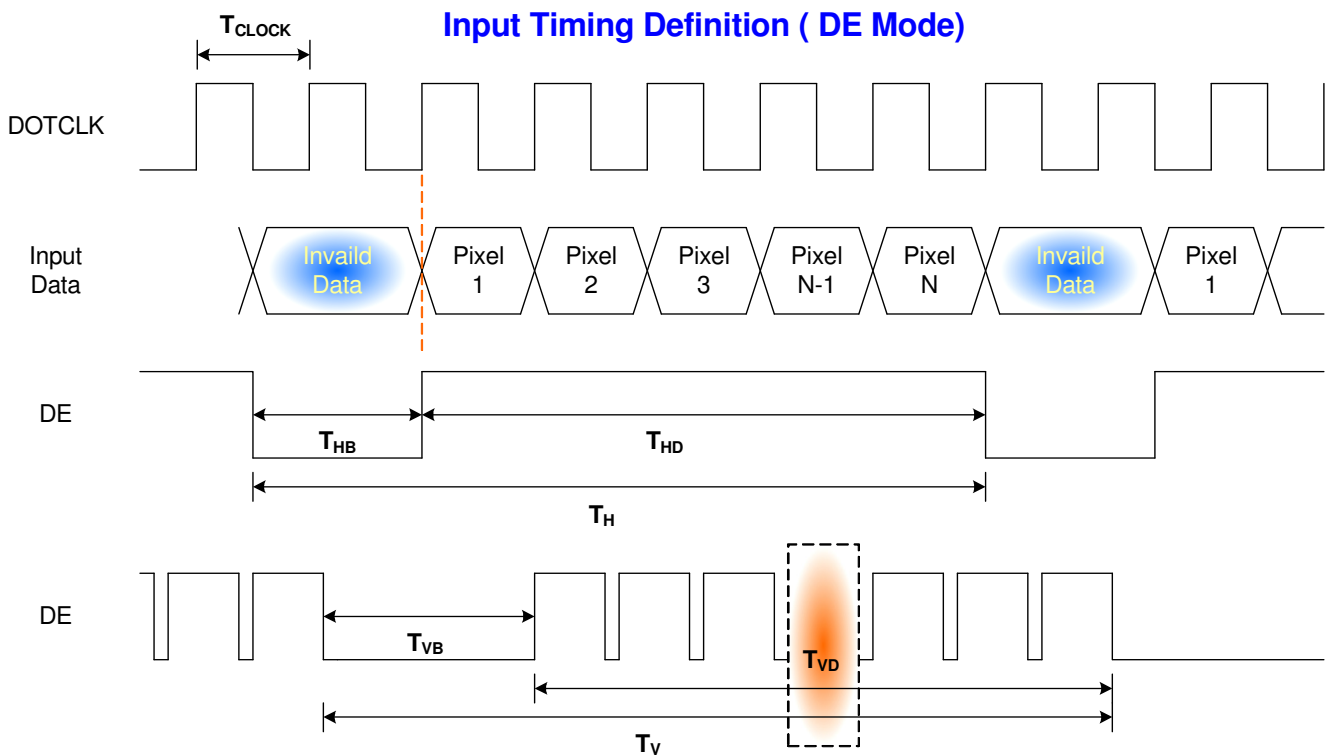 Input Timing Definition ( DE Mode)
TCLOCK
DOTCLK
Input
Data
Invaild
Data
Pixel
1
Pixel
2
Pixel
3
Pixel
N-1
Pixel
N
Invaild
Data
Pixel
1
DE
THB
THD
TH
DE
TVB
TVD
TV